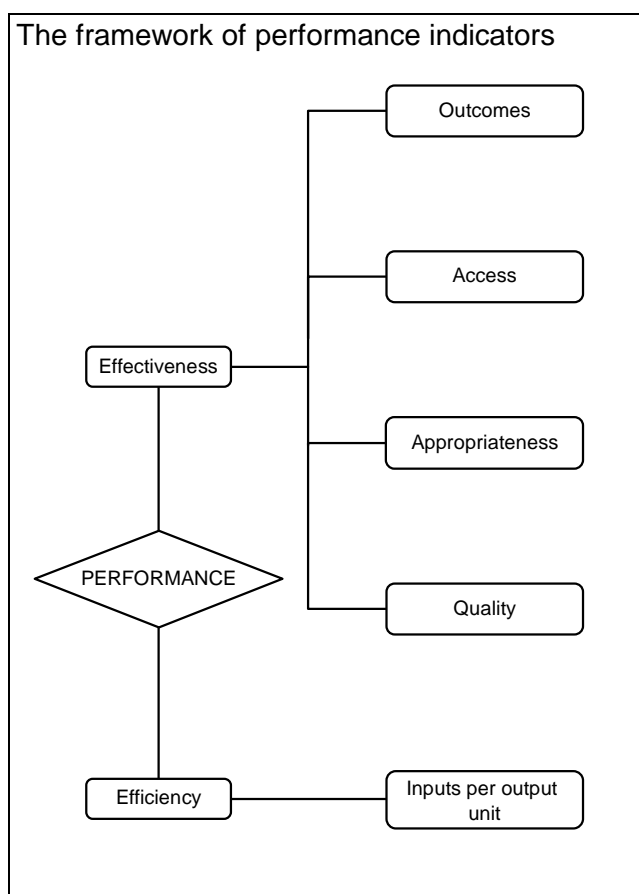 The framework of performance indicators
Outcomes
Access
Effectiveness
Appropriateness
PERFORMANCE
Quality
Efficiency
Inputs per output
unit